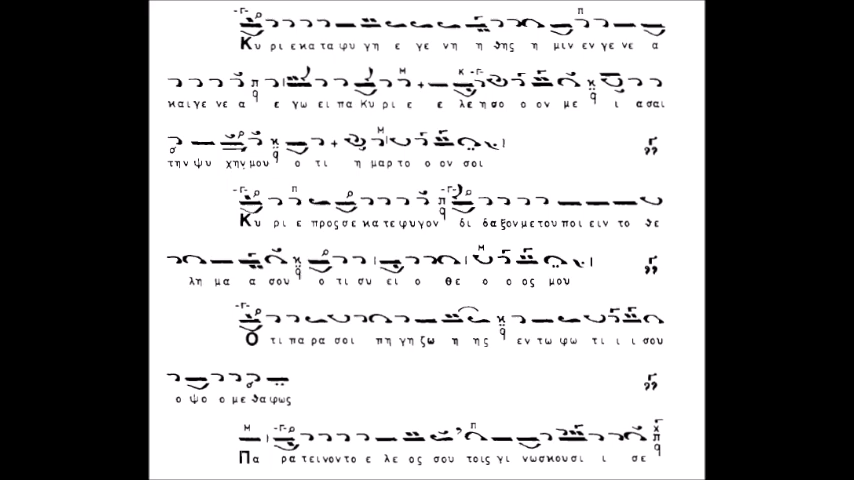 Κυ ρι ε κα τα φυ γη ε γε νη η θης η μιν εν γε νε α
και γε νε α ε γω ει πα Κυ ρι ε ε λε η σο ο ον με ι α σαι
την ψυ χην μου ο τι η μαρ το ο ον σοι
Κυ ρι ε προς σε κα τε φυ γον δι δα ξον με του ποι ειν το θε
λη μα α σου ο τι συ ει ο θε ο ο ος μου
Ο τι πα ρα σοι πη γη ζω η ης εν τω φω τι ι ι σου
ο ψο ο με θα φως
Πα ρα τει νον το ε λε ος σου τοις γι νω σκου σι ι σε